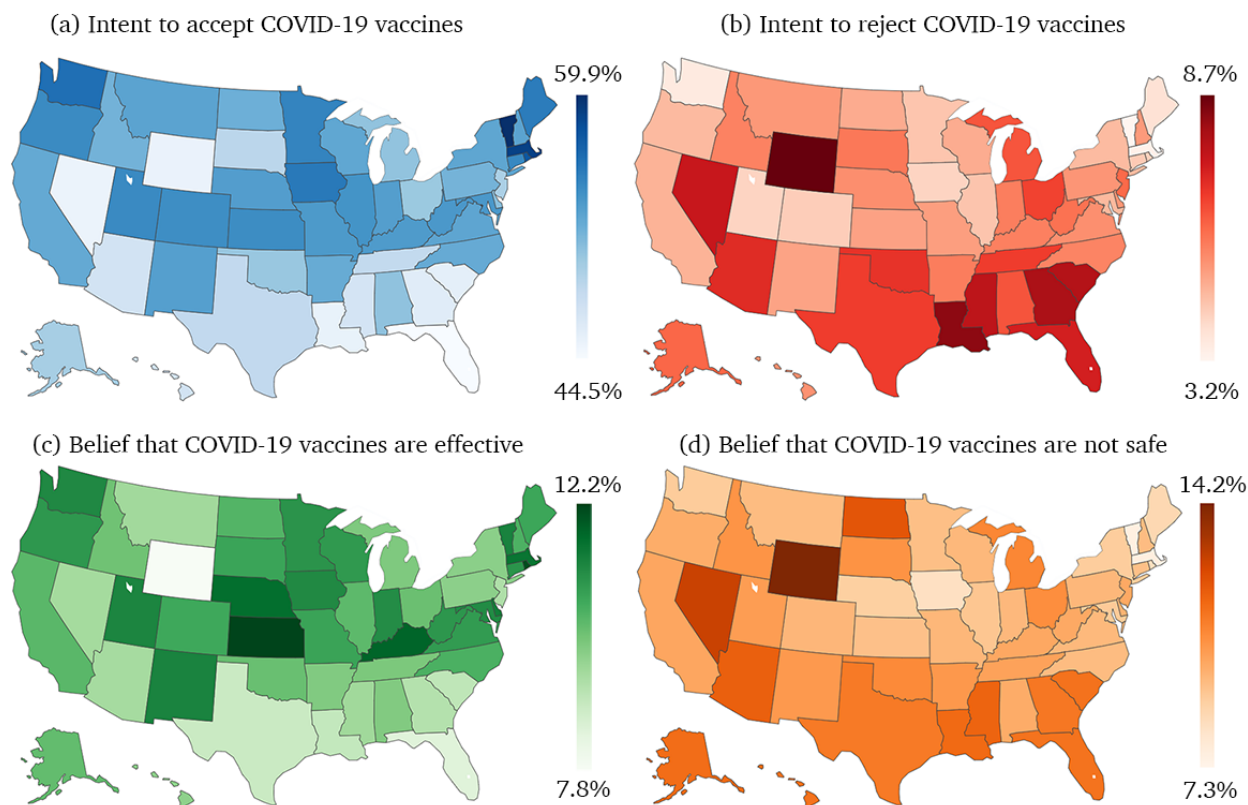 (a) Intent to accept COVID-19 vaccines
59.9%
44.5%
(b) Intent to reject COVID-19 vaccines
8.7%
3.2%
(c) Belief that COVID-19 vaccines are effective
12.2%
7.8%
(d) Belief that COVID-19 vaccines are not safe
14.2%
7.3%